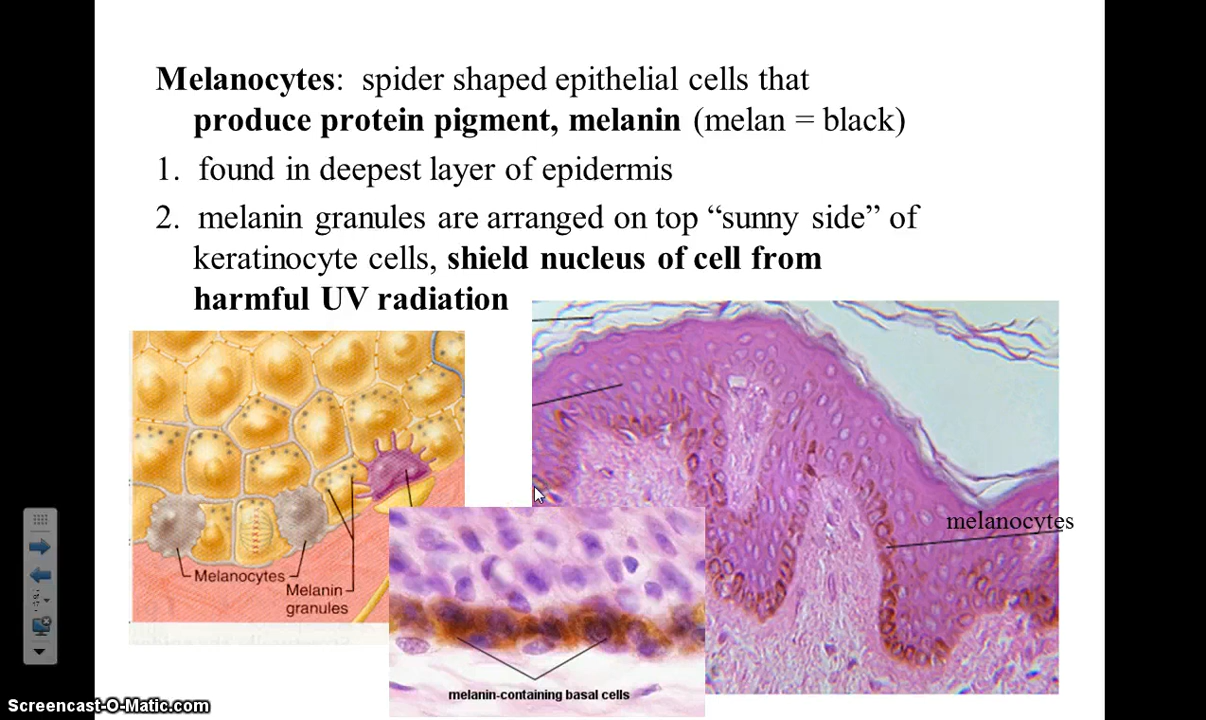 Melanocytes: spider shaped epithelial cells that
produce protein pigment, melanin (melan = black)
1. found in deepest layer of epidermis
2. melanin granules are arranged on top “sunny side” of
keratinocyte cells, shield nucleus of cell from
harmful UV radiation
melanocytes
Melanocytes
Melanin
granules
melanin-containing basal cells
Screencast-O-Matic.com